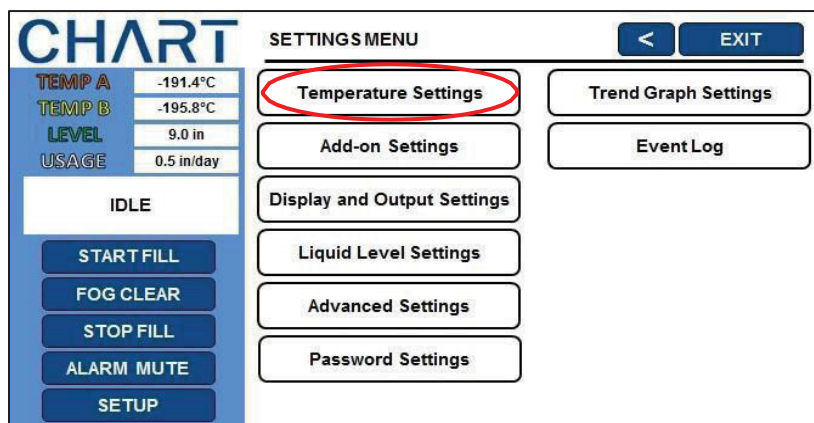 CHART
SETTINGS MENU
<
EXIT
TEMP A -191.4°C
TEMP B -195.8°C
LEVEL 9.0 in
USAGE 0.5 in/day
IDLE
START FILL
FOG CLEAR
STOP FILL
ALARM MUTE
SETUP
Temperature Settings
Add-on Settings
Display and Output Settings
Liquid Level Settings
Advanced Settings
Password Settings
Trend Graph Settings
Event Log